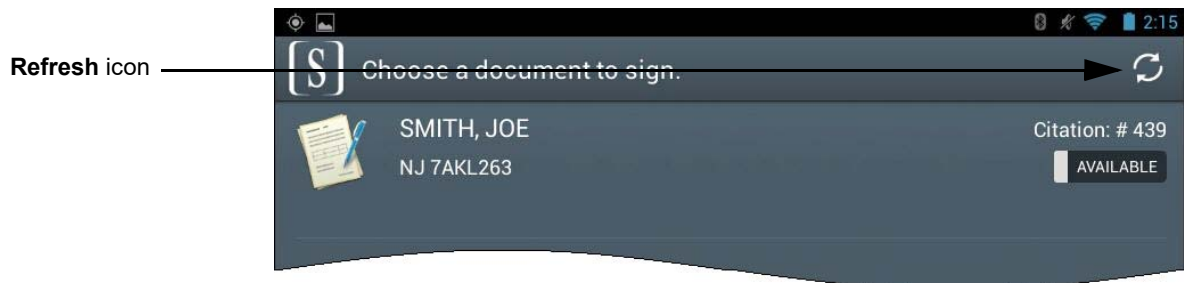 2:15
Refresh icon
[S] Choose a document to sign.
SMITH, JOE
Citation: # 439
NJ 7AKL263
AVAILABLE